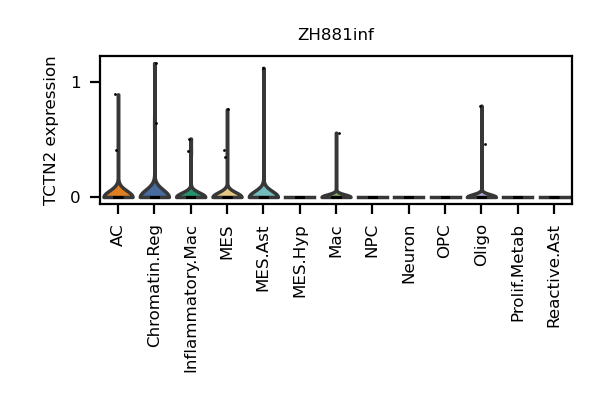 ZH881inf
TCTN2 expression
1
0
AC
Chromatin.Reg
Inflammatory.Mac
MES
MES.Ast
MES.Hyp
Mac
NPC
Neuron
OPC
Oligo
Prolif.Metab
Reactive.Ast